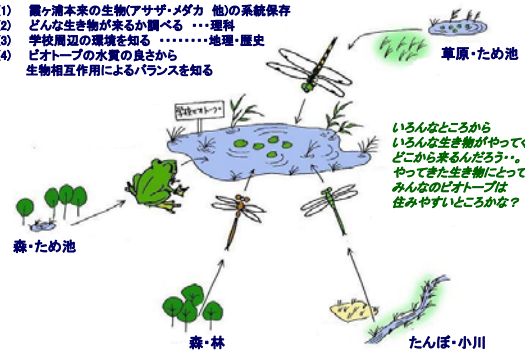 (1) 霞ヶ浦本来の生物(アサザ・メダカ 他)の系統保存
(2) どんな生き物が来るか調べる ・・・理科
(3) 学校周辺の環境を知る ・・・・・・・・地理・歴史
(4) ビオトープの水質の良さから
生物相互作用によるバランスを知る
草原・ため池
学校ビオトープ
いろんなところから
いろんな生き物がやってく
どこから来るんだろう・・。
やってきた生き物にとって
みんなのビオトープは
住みやすいところかな？
森・ため池
森・林
たんぼ・小川